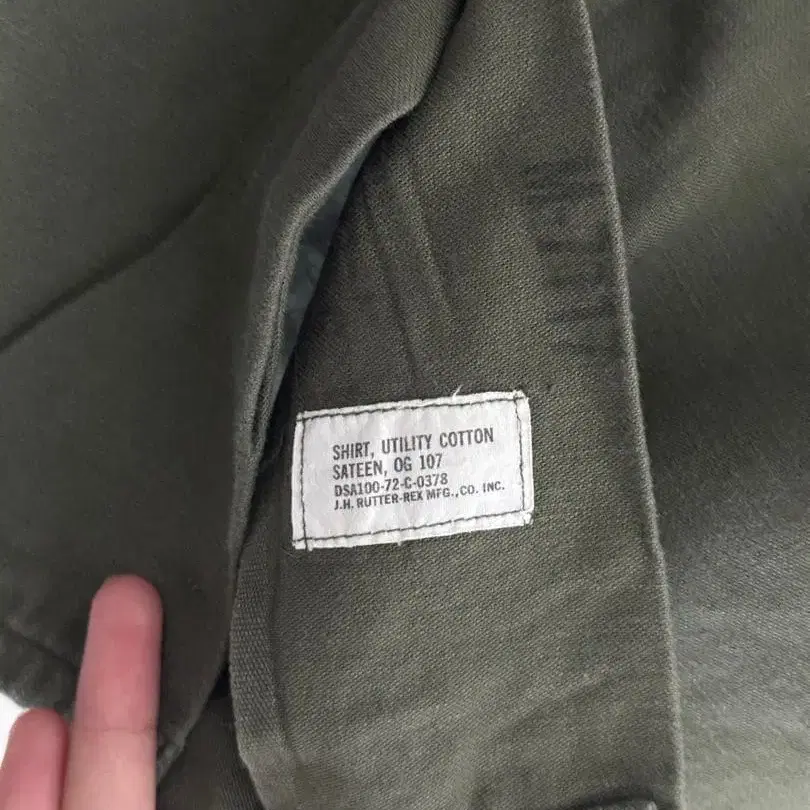 SHIRT, UTILITY COTTON
SATEEN, OG 107
DSA100-72-C-0378
J.H. RUTTER-REX MFG., CO. INC.